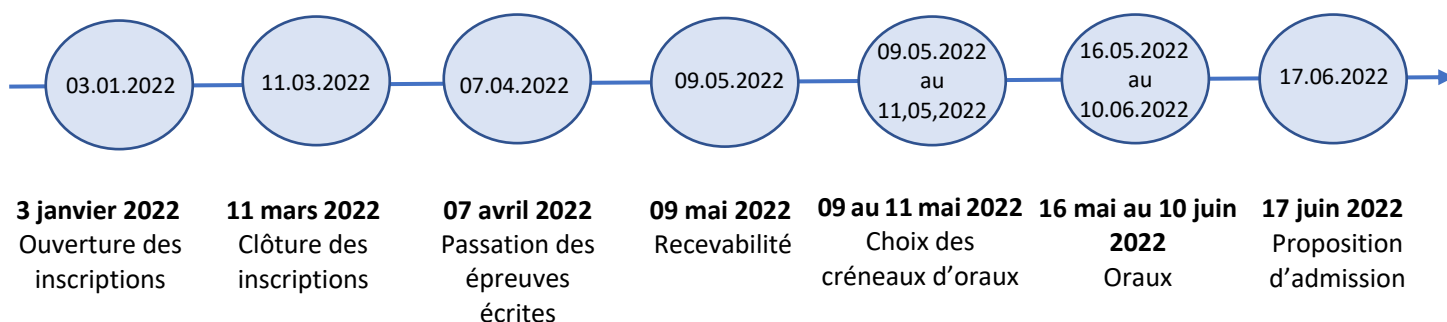 03.01.2022
11.03.2022
07.04.2022
09.05.2022
09.05.2022
au
11,05,2022
16.05.2022
au
10.06.2022
17.06.2022
3 janvier 2022
Ouverture des
inscriptions
11 mars 2022
Clôture des
inscriptions
07 avril 2022
Passation des
épreuves
écrites
09 mai 2022
Recevabilité
09 au 11 mai 2022
Choix des
créneaux d’oraux
16 mai au 10 juin
2022
Oraux
17 juin 2022
Proposition
d’admission